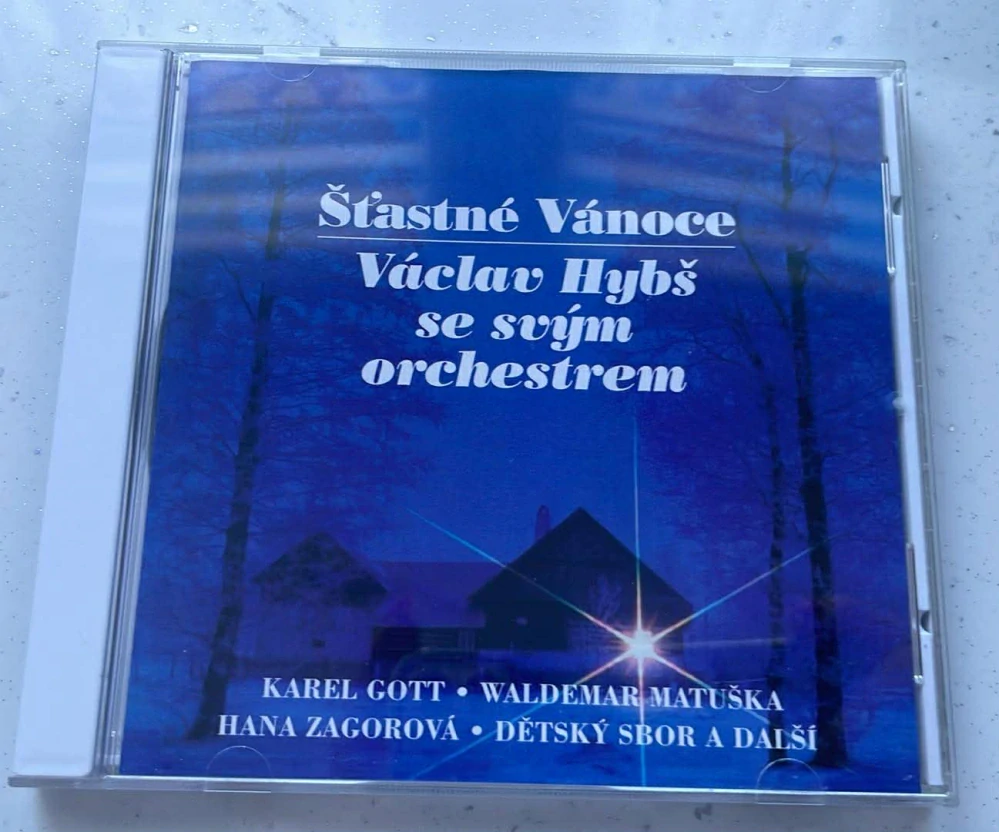 Šťastné Vánoce
Václav Hybš
se svým
orchestrem
KAREL GOTT • WALDEMAR MATUŠKA
HANA ZAGOROVÁ • DĚTSKÝ SBOR A DALŠÍ